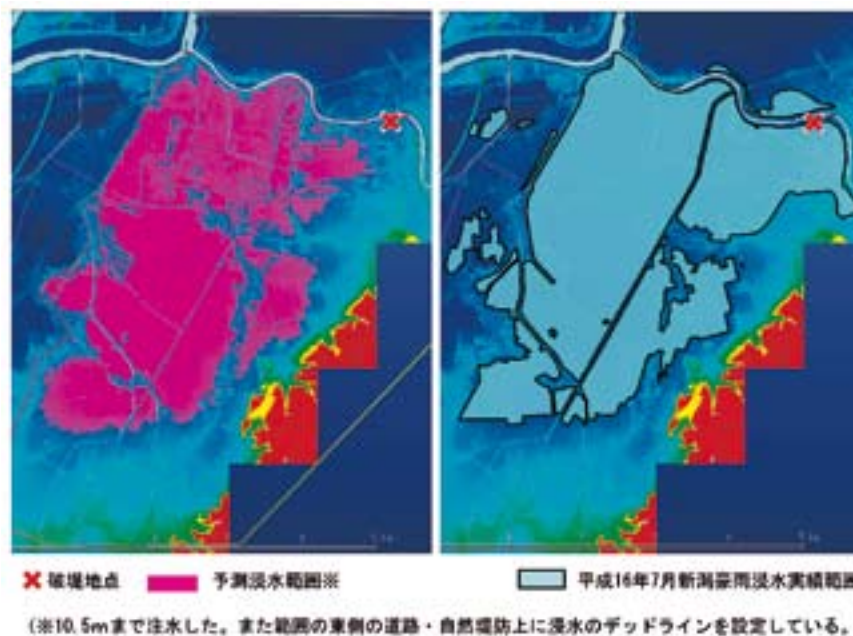 破堤地点
予測浸水範囲※
平成16年7月新潟豪雨浸水実績範囲
(※10.5mまで注水した。また範囲の東側の道路・自然堤防上に浸水のデッドラインを設定している。